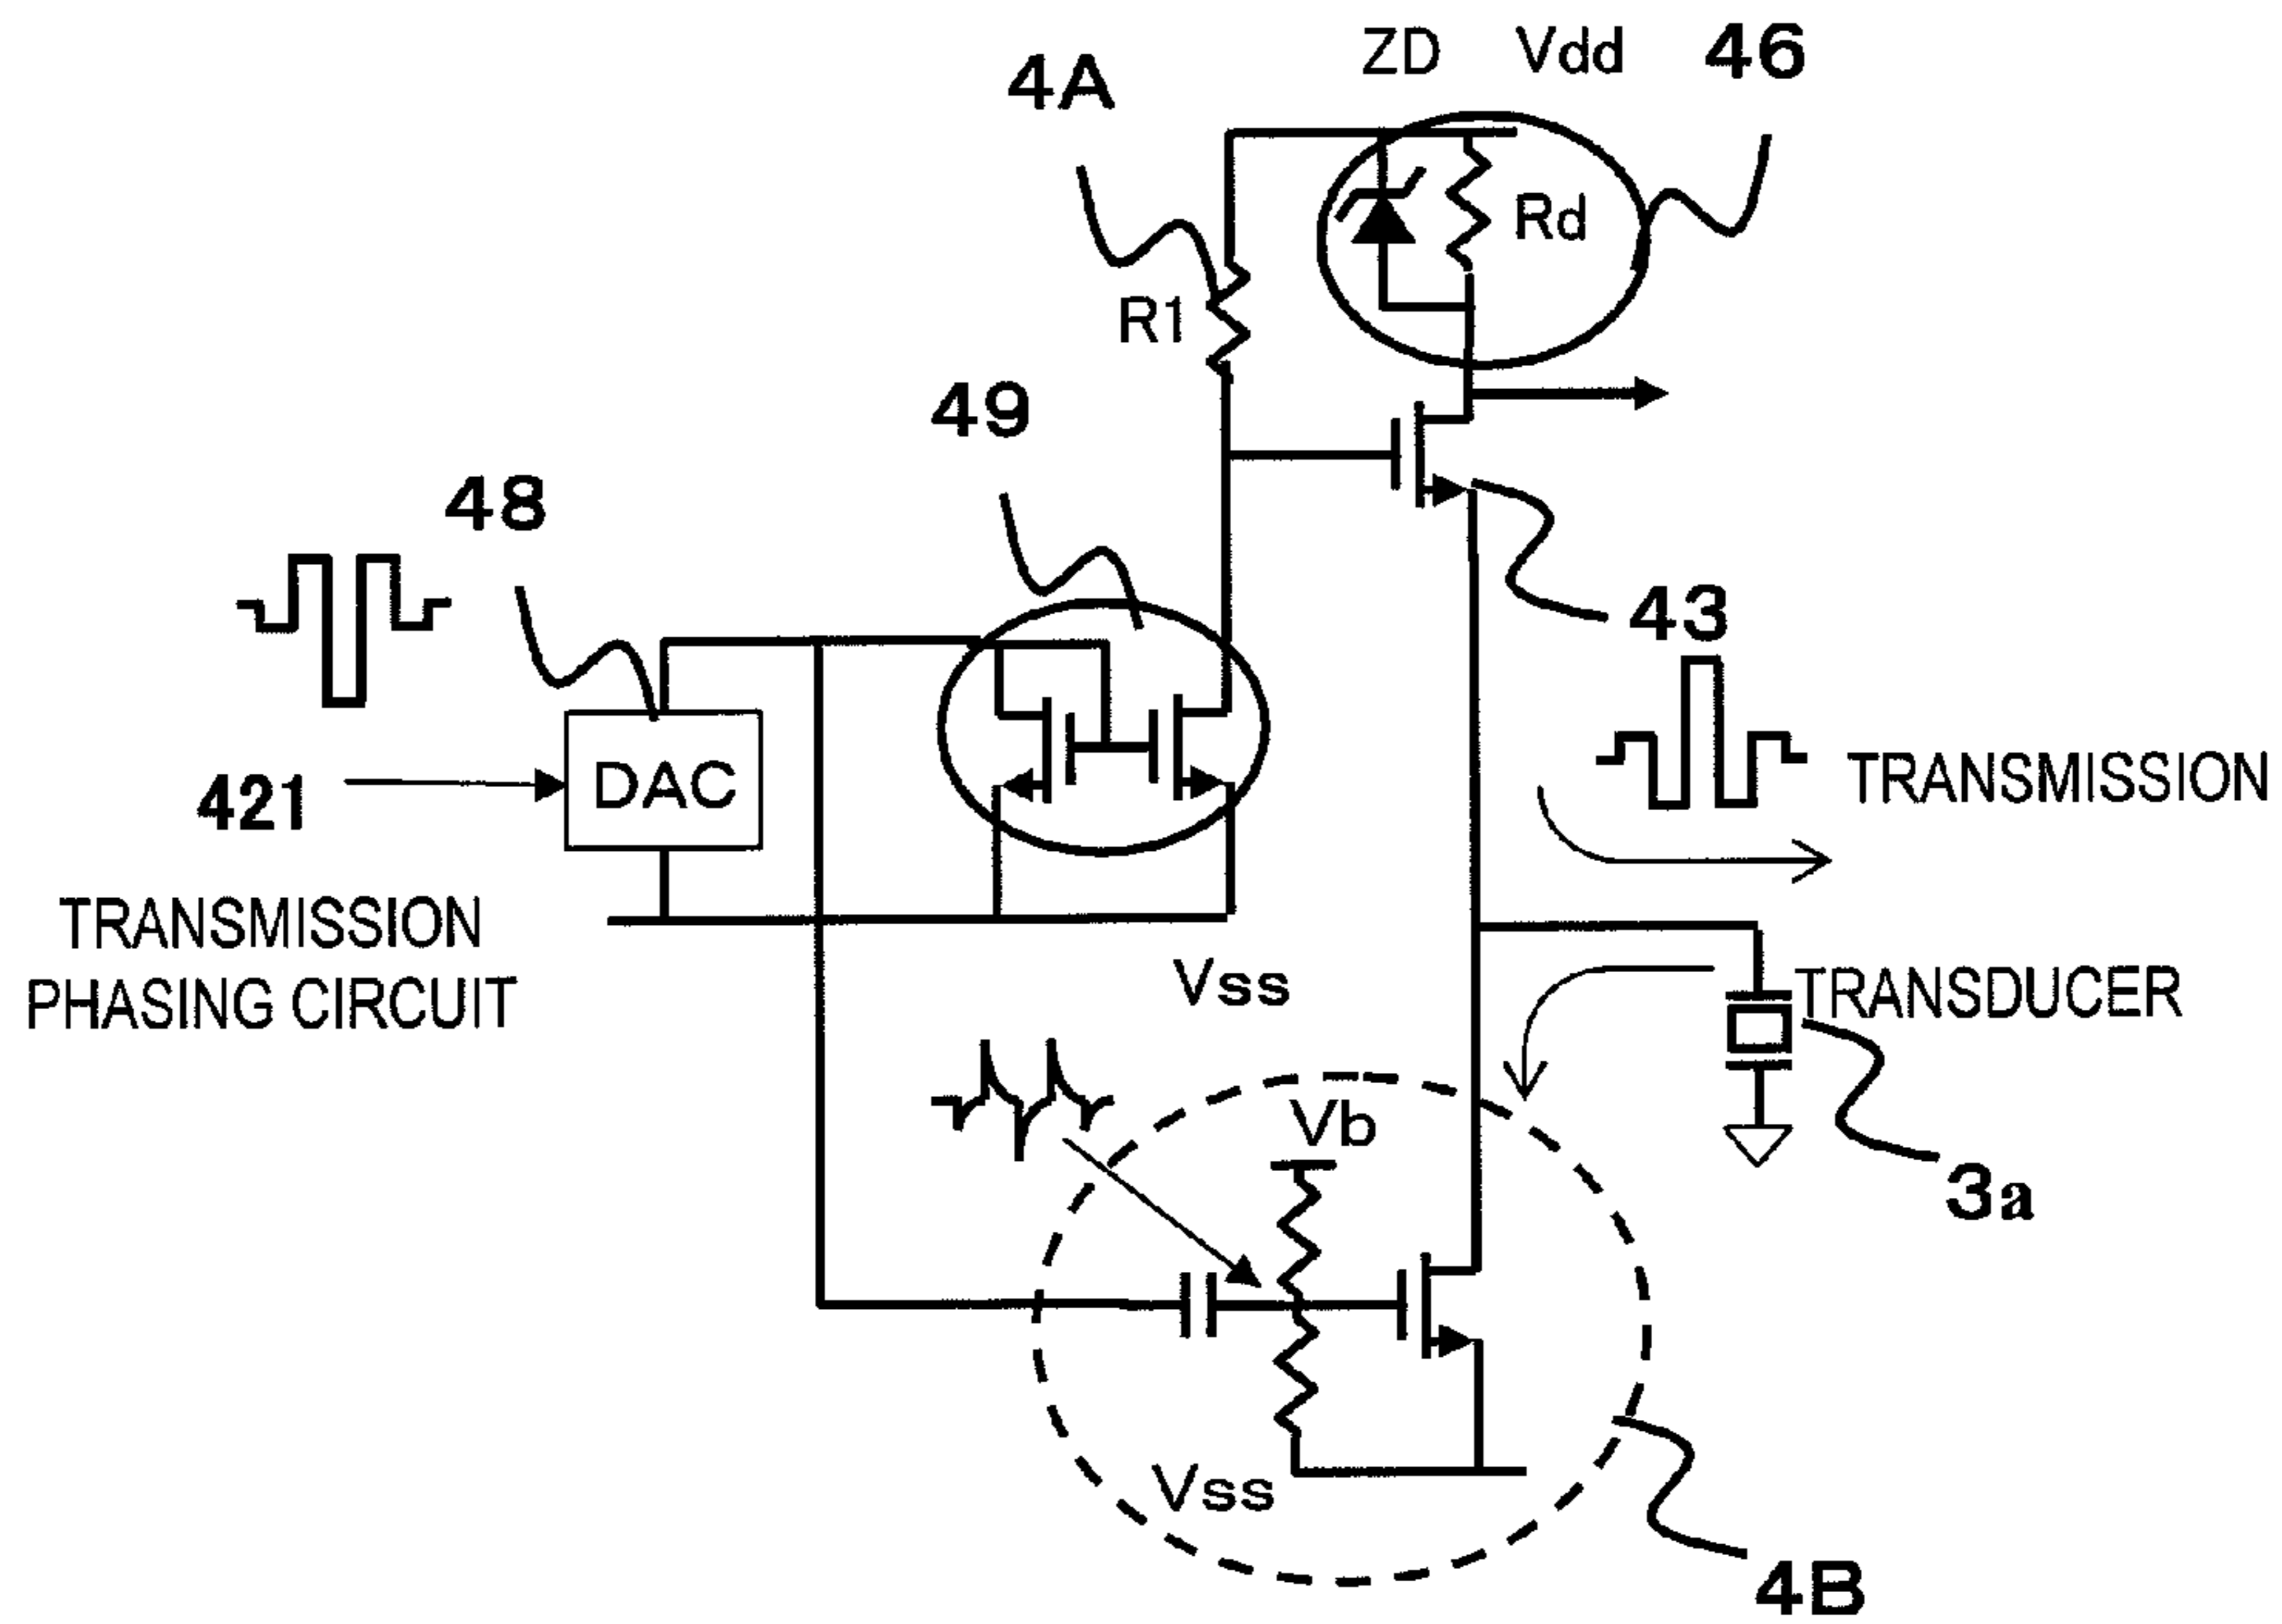 ZD Vdd 46
4A
Rd
R1
49
48
43
DAC
421
TRANSMISSION
TRANSMISSION
PHASING CIRCUIT
Vss
TRANSDUCER
Vb
3a
Vss
4B